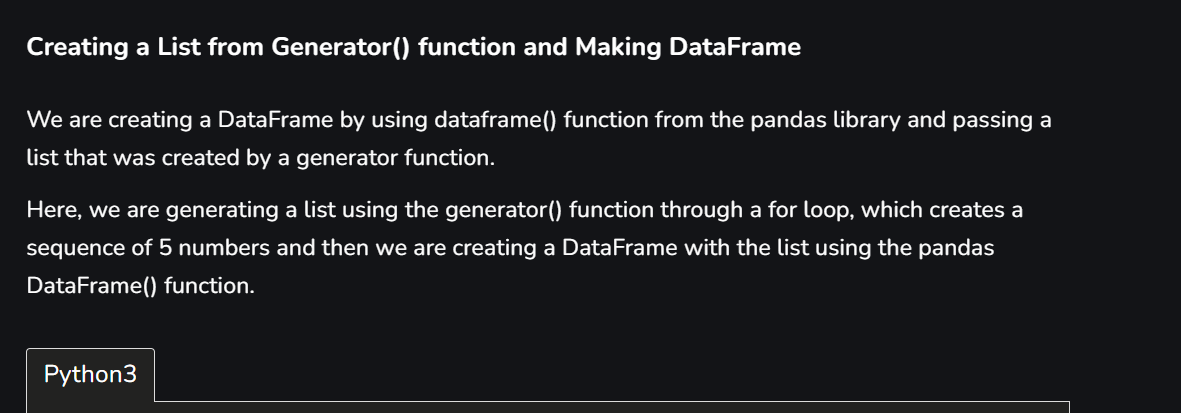 Creating a List from Generator() function and Making DataFrame
We are creating a DataFrame by using dataframe() function from the pandas library and passing a
list that was created by a generator function.
Here, we are generating a list using the generator() function through a for loop, which creates a
sequence of 5 numbers and then we are creating a DataFrame with the list using the pandas
DataFrame() function.
Python3